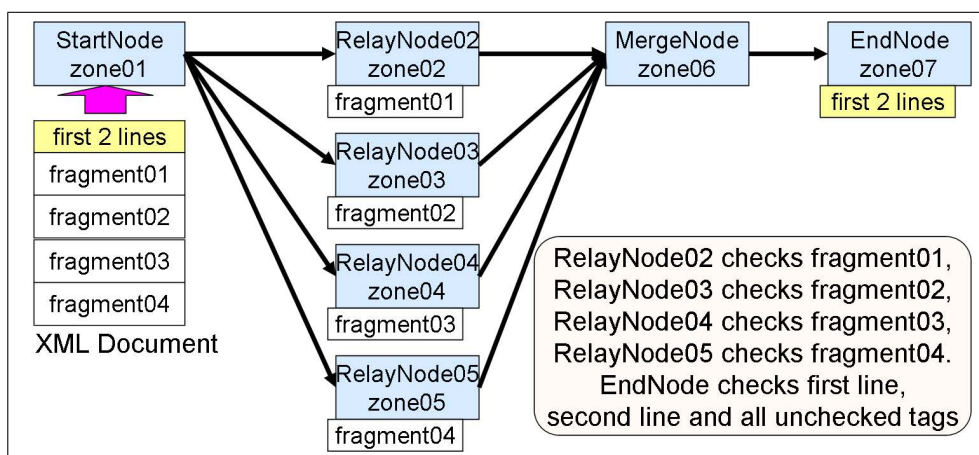 StartNode
zone01
first 2 lines
fragment01
fragment02
fragment03
fragment04
XML Document
RelayNode02
zone02
fragment01
RelayNode03
zone03
fragment02
RelayNode04
zone04
fragment03
RelayNode05
zone05
fragment04
MergeNode
zone06
EndNode
zone07
first 2 lines
RelayNode02 checks fragment01,
RelayNode03 checks fragment02,
RelayNode04 checks fragment03,
RelayNode05 checks fragment04.
EndNode checks first line,
second line and all unchecked tags